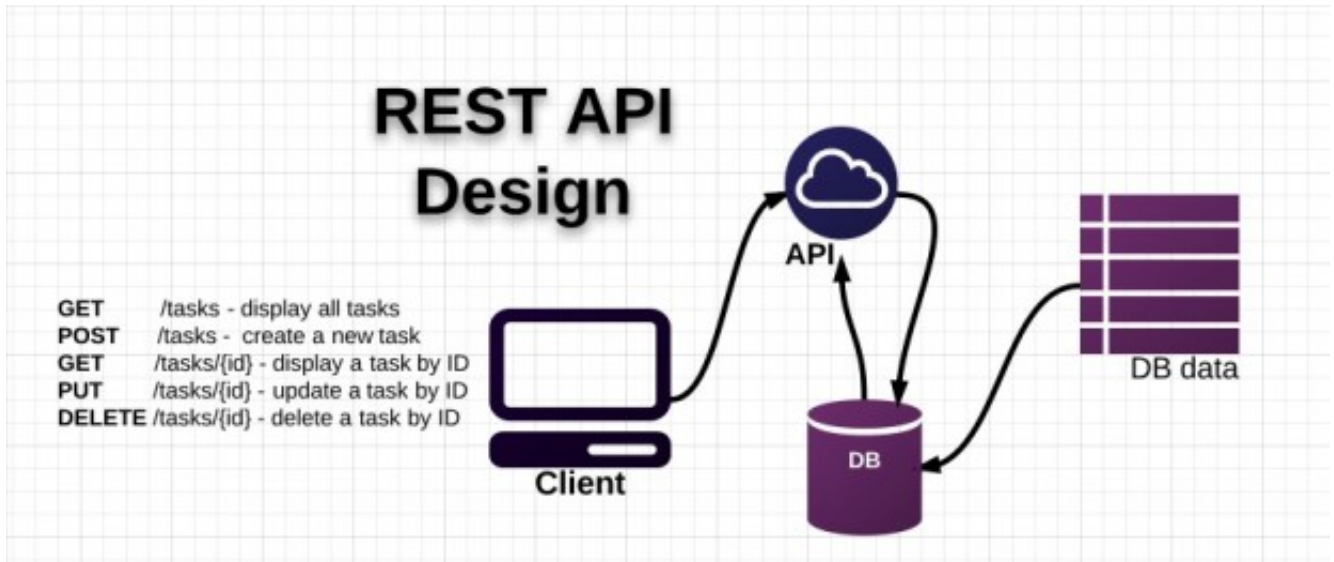 REST API
Design
GET /tasks - display all tasks
POST /tasks - create a new task
GET /tasks/{id} - display a task by ID
PUT /tasks/{id} - update a task by ID
DELETE /tasks/{id} - delete a task by ID
Client
API
DB
DB data